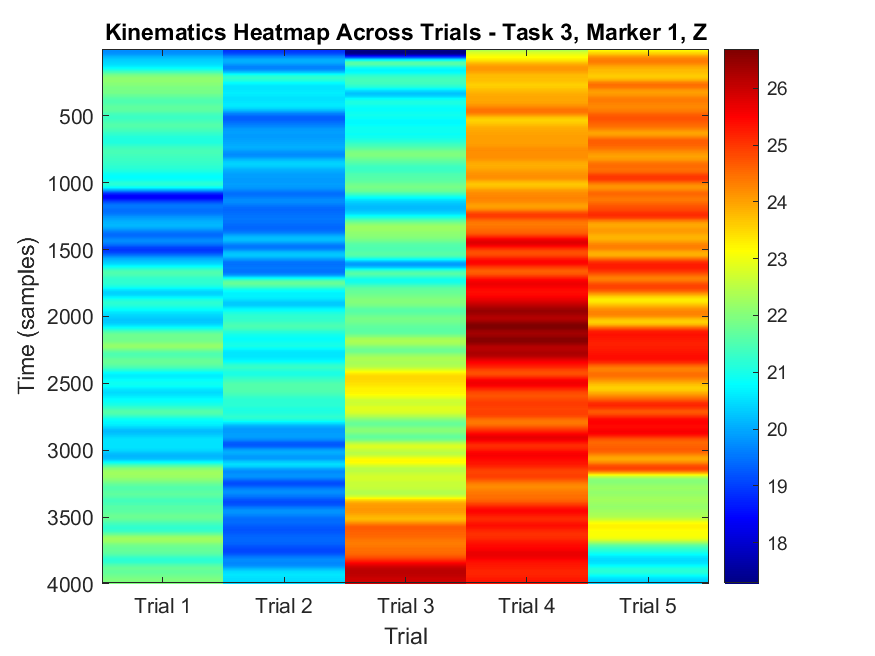 Kinematics Heatmap Across Trials - Task 3, Marker 1, Z
Time (samples)
500
1000
1500
2000
2500
3000
3500
4000
Trial 1
Trial 2
Trial 3
Trial 4
Trial 5
Trial
26
25
24
23
22
21
20
19
18